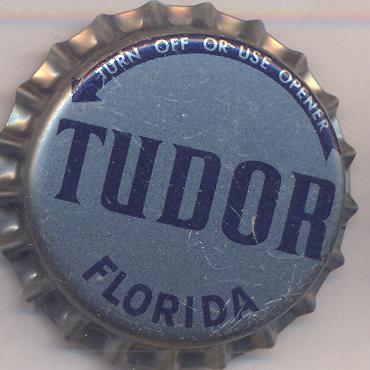 TURN OFF OR USE OPENER
TUDOR
FLORIDA